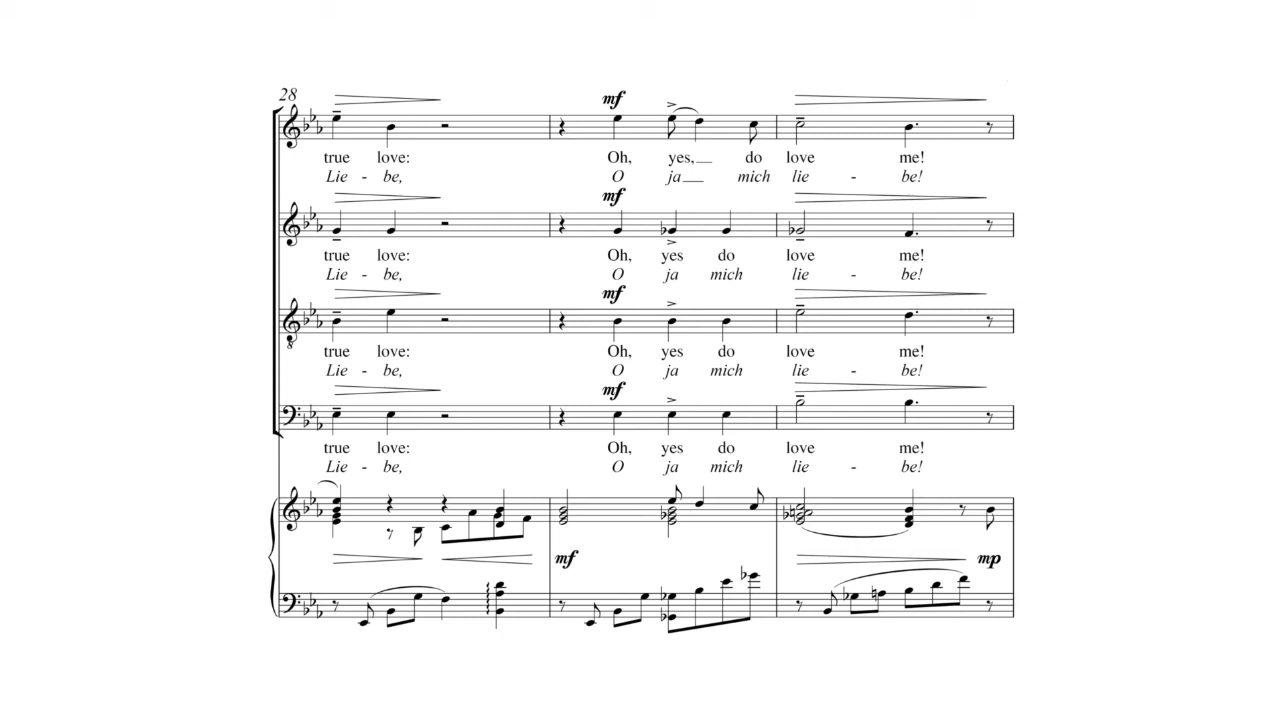 28
mf
true love: Oh, yes, do love me!
Lie - be, O ja mich lie - be!
mf
true love: Oh, yes do love me!
Lie - be, O ja mich lie - be!
mf
true love: Oh, yes do love me!
Lie - be, O ja mich lie - be!
mf
true love: Oh, yes do love me!
Lie - be, O ja mich lie - be!
mf mp